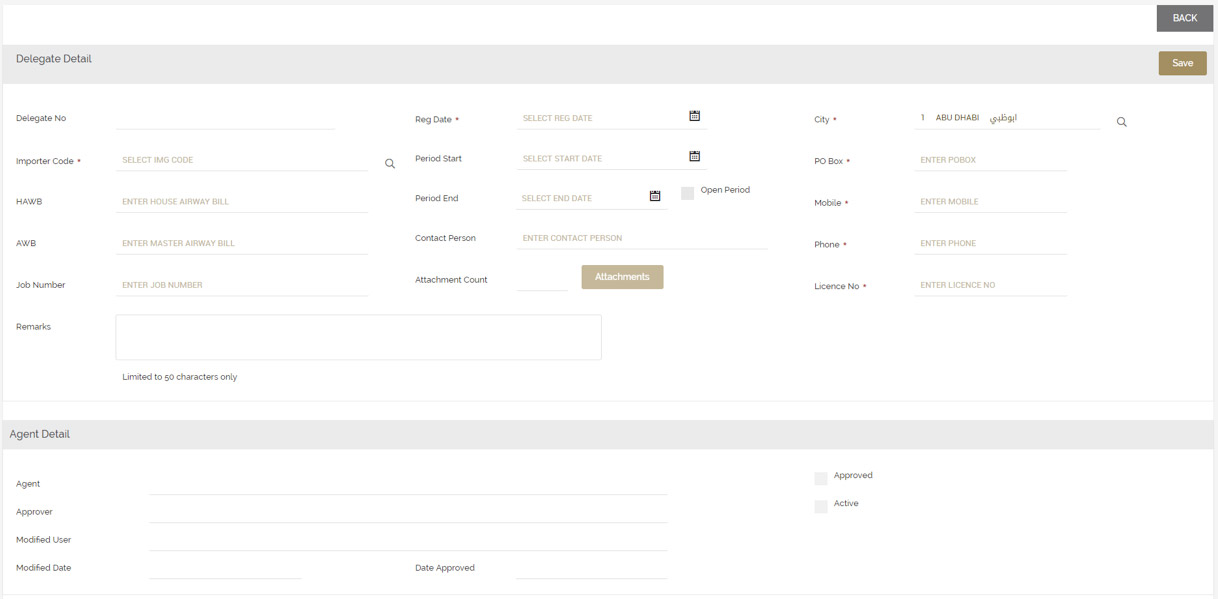 BACK
Delegate Detail
Save
Delegate No
Importer Code * SELECT IMG CODE
HAWB ENTER HOUSE AIRWAY BILL
AWB ENTER MASTER AIRWAY BILL
Job Number ENTER JOB NUMBER
Reg Date * SELECT REG DATE
Period Start SELECT START DATE
Period End SELECT END DATE Open Period
Contact Person ENTER CONTACT PERSON
Attachment Count Attachments
City * 1 ABU DHABI ابوظبي
PO Box * ENTER POBOX
Mobile * ENTER MOBILE
Phone * ENTER PHONE
Licence No * ENTER LICENCE NO
Remarks
Limited to 50 characters only
Agent Detail
Agent
Approver
Modified User
Modified Date
Date Approved
Approved
Active